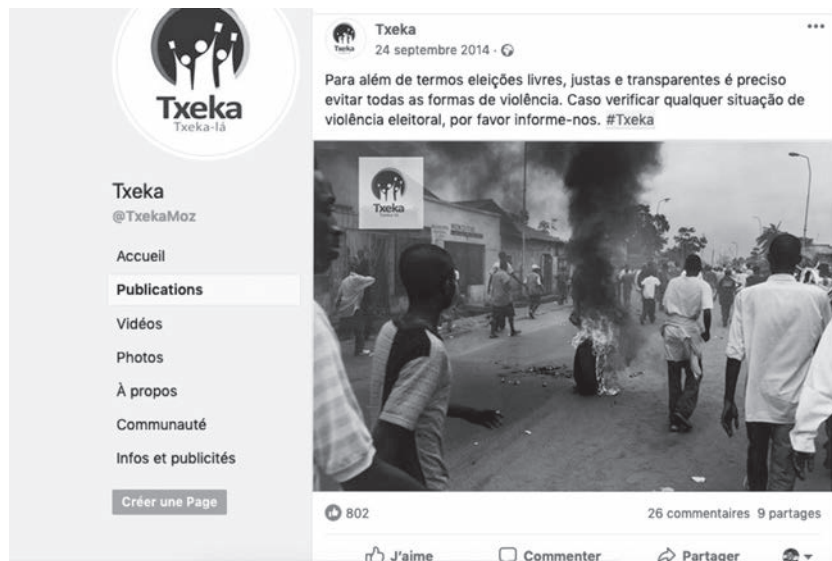 Txeka
Txeka-lá
Txeka
@TxekaMoz
Accueil
Publications
Vidéos
Photos
À propos
Communauté
Infos et publicités
Créer une Page
Txeka
Txeka
24 septembre 2014 ·
Para além de termos eleições livres, justas e transparentes é preciso
evitar todas as formas de violência. Caso verificar qualquer situação de
violência eleitoral, por favor informe-nos. #Txeka
Txeka
Txeka-lá
802
26 commentaires 9 partages
J'aime
Commenter
Partager